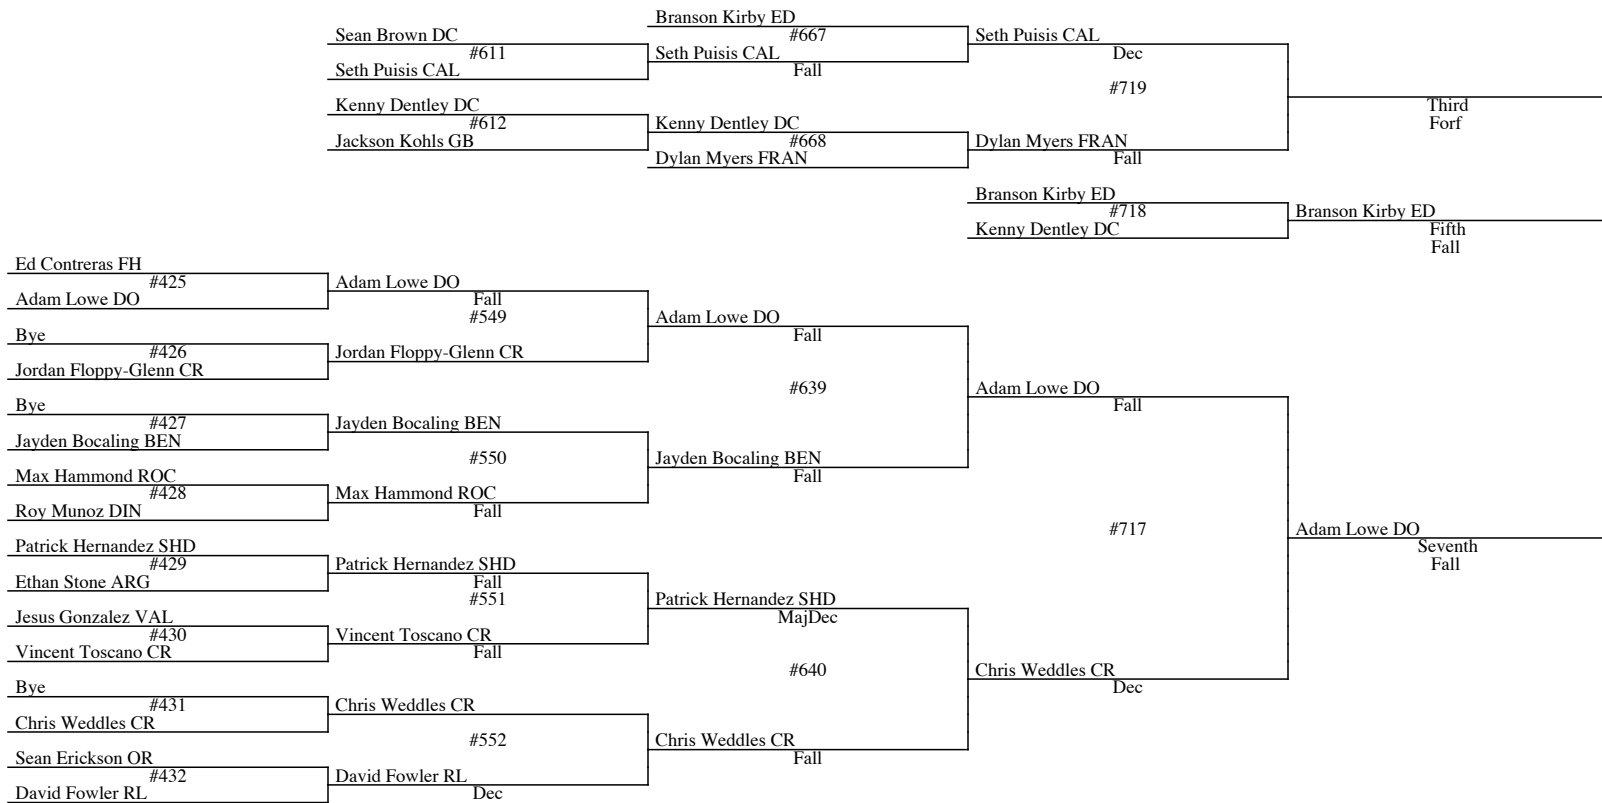 Branson Kirby ED
Sean Brown DC
#667
Seth Puisis CAL
#611
Seth Puisis CAL
Dec
Seth Puisis CAL
Fall
#719
Kenny Dentley DC
Third
#612
Kenny Dentley DC
Forf
Jackson Kohls GB
#668
Dylan Myers FRAN
Dylan Myers FRAN
Fall
Branson Kirby ED
#718
Branson Kirby ED
Kenny Dentley DC
Fifth
Fall
Ed Contreras FH
#425
Adam Lowe DO
Adam Lowe DO
Fall
#549
Adam Lowe DO
Bye
Fall
#426
Jordan Floppy-Glenn CR
Jordan Floppy-Glenn CR
#639
Adam Lowe DO
Bye
Fall
#427
Jayden Bocaling BEN
Jayden Bocaling BEN
#550
Jayden Bocaling BEN
Max Hammond ROC
Fall
#428
Max Hammond ROC
Roy Munoz DIN
Fall
#717
Adam Lowe DO
Patrick Hernandez SHD
Seventh
#429
Patrick Hernandez SHD
Fall
Ethan Stone ARG
Fall
#551
Patrick Hernandez SHD
Jesus Gonzalez VAL
MajDec
#430
Vincent Toscano CR
Vincent Toscano CR
Fall
#640
Chris Weddles CR
Bye
Dec
#431
Chris Weddles CR
Chris Weddles CR
#552
Chris Weddles CR
Sean Erickson OR
Fall
#432
David Fowler RL
David Fowler RL
Dec